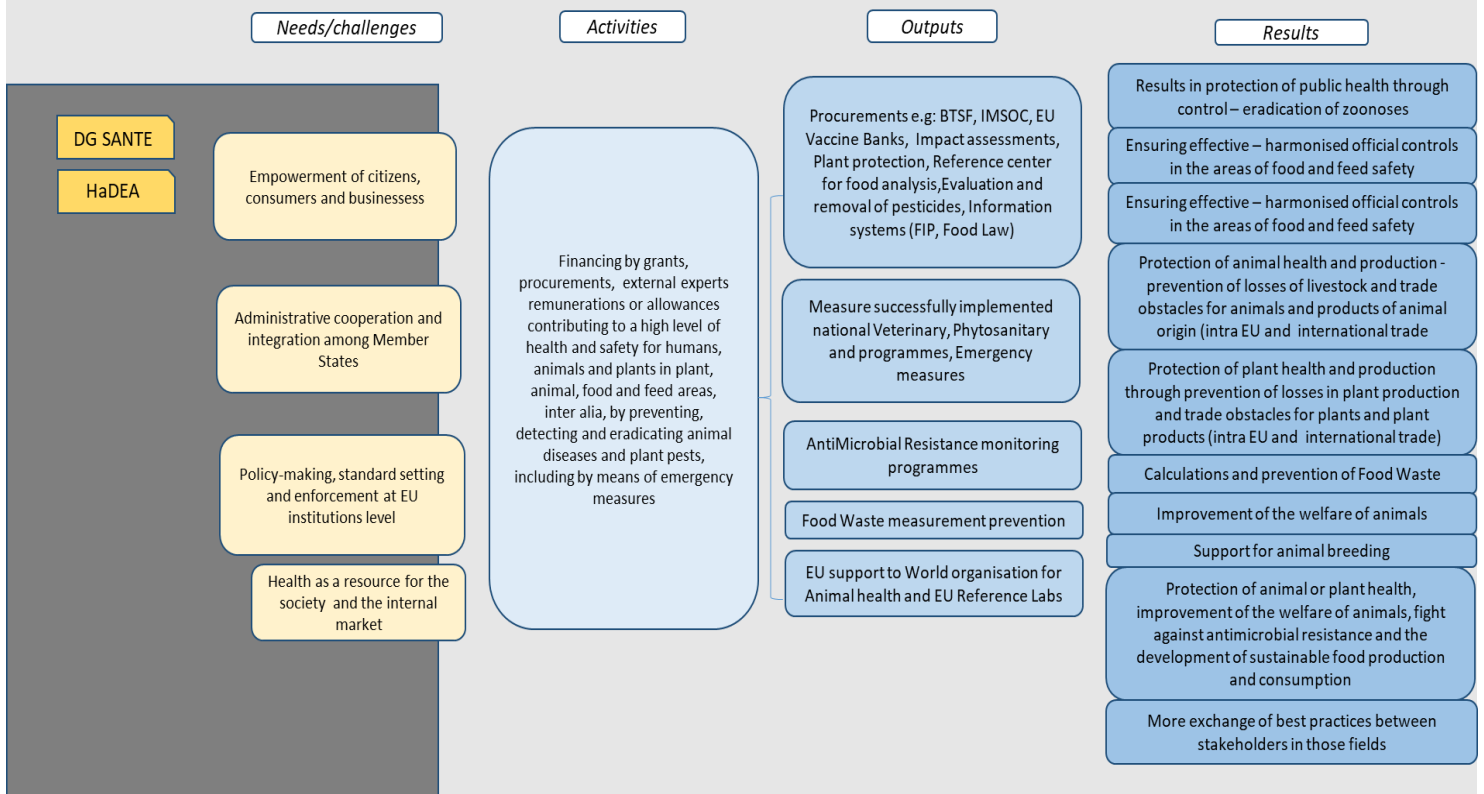 Needs/challenges
Activities
Outputs
Results
DG SANTE
HaDEA
Empowerment of citizens,
consumers and businessess
Administrative cooperation and
integration among Member
States
Policy-making, standard setting
and enforcement at EU
institutions level
Health as a resource for the
society and the internal
market
Financing by grants,
procurements, external experts
remunerations or allowances
contributing to a high level of
health and safety for humans,
animals and plants in plant,
animal, food and feed areas,
inter alia, by preventing,
detecting and eradicating animal
diseases and plant pests,
including by means of emergency
measures
Procurements e.g: BTSF, IMSOC, EU
Vaccine Banks, Impact assessments,
Plant protection, Reference center
for food analysis,Evaluation and
removal of pesticides, Information
systems (FIP, Food Law)
Measure successfully implemented
national Veterinary, Phytosanitary
and programmes, Emergency
measures
AntiMicrobial Resistance monitoring
programmes
Food Waste measurement prevention
EU support to World organisation for
Animal health and EU Reference Labs
Results in protection of public health through
control – eradication of zoonoses
Ensuring effective – harmonised official controls
in the areas of food and feed safety
Ensuring effective – harmonised official controls
in the areas of food and feed safety
Protection of animal health and production -
prevention of losses of livestock and trade
obstacles for animals and products of animal
origin (intra EU and international trade
Protection of plant health and production
through prevention of losses in plant production
and trade obstacles for plants and plant
products (intra EU and international trade)
Calculations and prevention of Food Waste
Improvement of the welfare of animals
Support for animal breeding
Protection of animal or plant health,
improvement of the welfare of animals, fight
against antimicrobial resistance and the
development of sustainable food production
and consumption
More exchange of best practices between
stakeholders in those fields